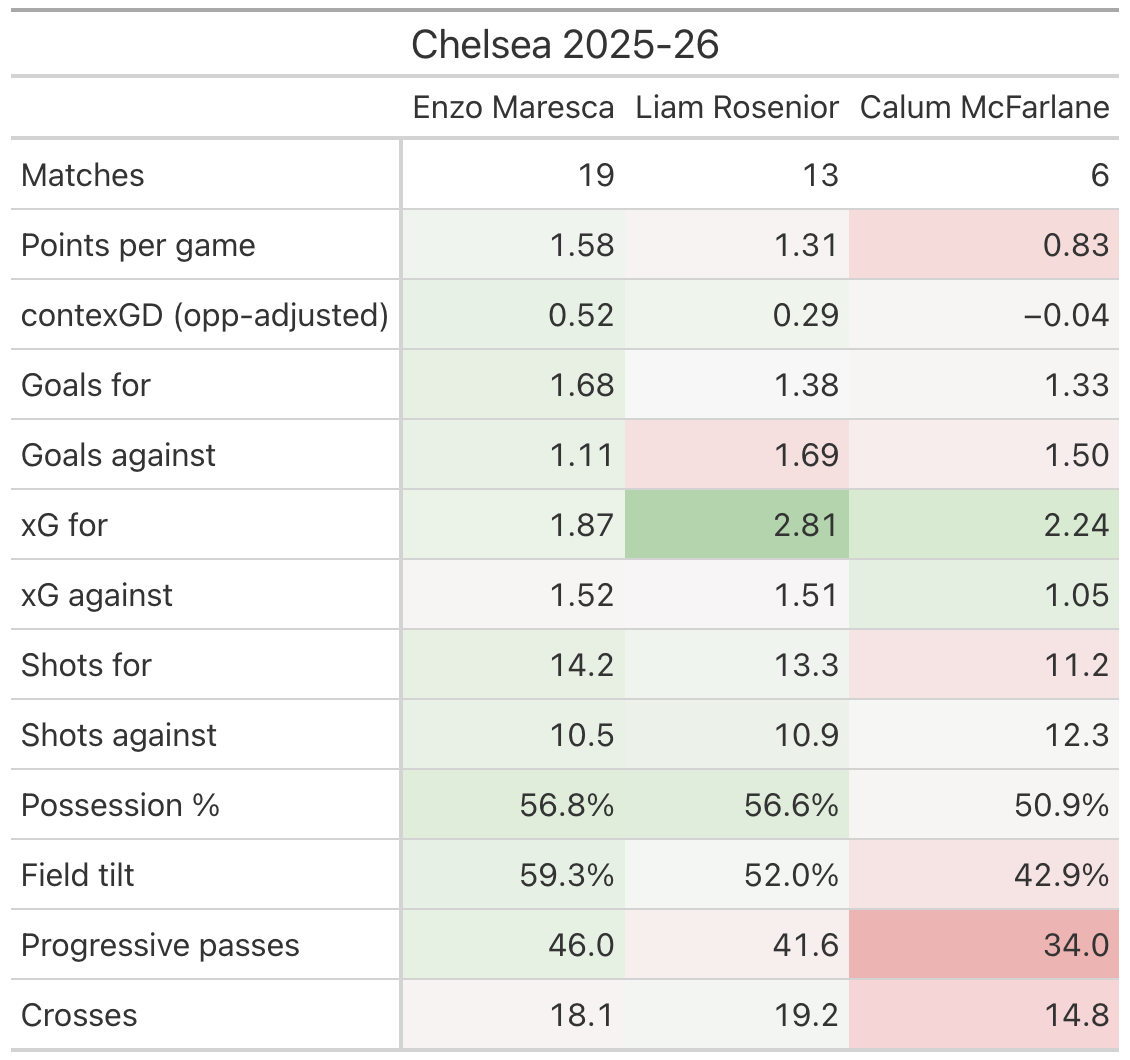 Chelsea 2025-26
Enzo Maresca Liam Rosenior Calum McFarlane
Matches 19 13 6
Points per game 1.58 1.31 0.83
contexGD (opp-adjusted) 0.52 0.29 −0.04
Goals for 1.68 1.38 1.33
Goals against 1.11 1.69 1.50
xG for 1.87 2.81 2.24
xG against 1.52 1.51 1.05
Shots for 14.2 13.3 11.2
Shots against 10.5 10.9 12.3
Possession % 56.8% 56.6% 50.9%
Field tilt 59.3% 52.0% 42.9%
Progressive passes 46.0 41.6 34.0
Crosses 18.1 19.2 14.8